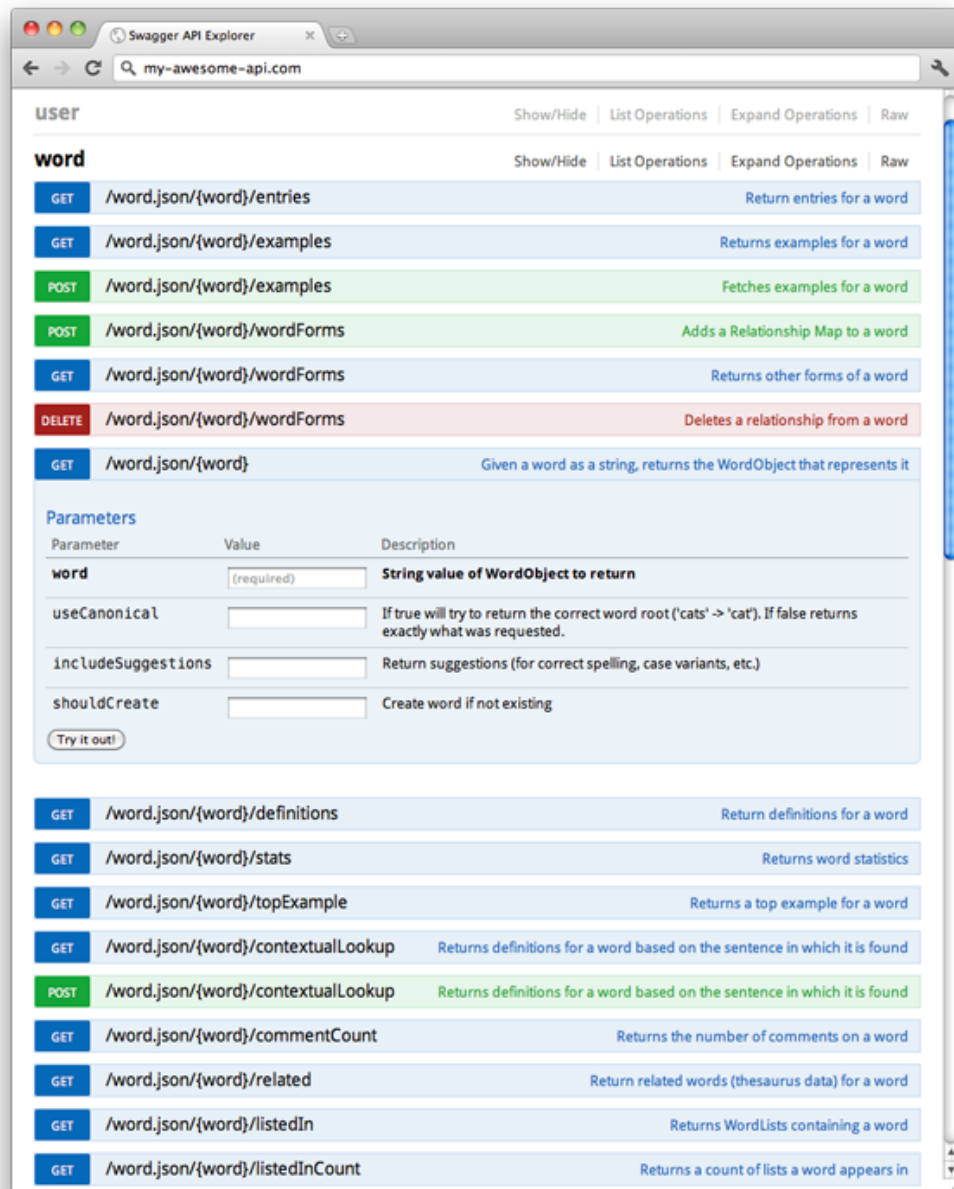 Swagger API Explorer
my-awesome-api.com
user Show/Hide List Operations Expand Operations Raw
word Show/Hide List Operations Expand Operations Raw
GET /word.json/{word}/entries Return entries for a word
GET /word.json/{word}/examples Returns examples for a word
POST /word.json/{word}/examples Fetches examples for a word
POST /word.json/{word}/wordForms Adds a Relationship Map to a word
GET /word.json/{word}/wordForms Returns other forms of a word
DELETE /word.json/{word}/wordForms Deletes a relationship from a word
GET /word.json/{word} Given a word as a string, returns the WordObject that represents it
Parameters
Parameter Value Description
word (required) String value of WordObject to return
useCanonical If true will try to return the correct word root ('cats' -> 'cat'). If false returns
exactly what was requested.
includeSuggestions Return suggestions (for correct spelling, case variants, etc.)
shouldCreate Create word if not existing
Try it out!
GET /word.json/{word}/definitions Return definitions for a word
GET /word.json/{word}/stats Returns word statistics
GET /word.json/{word}/topExample Returns a top example for a word
GET /word.json/{word}/contextualLookup Returns definitions for a word based on the sentence in which it is found
POST /word.json/{word}/contextualLookup Returns definitions for a word based on the sentence in which it is found
GET /word.json/{word}/commentCount Returns the number of comments on a word
GET /word.json/{word}/related Return related words (thesaurus data) for a word
GET /word.json/{word}/listedIn Returns WordLists containing a word
GET /word.json/{word}/listedInCount Returns a count of lists a word appears in